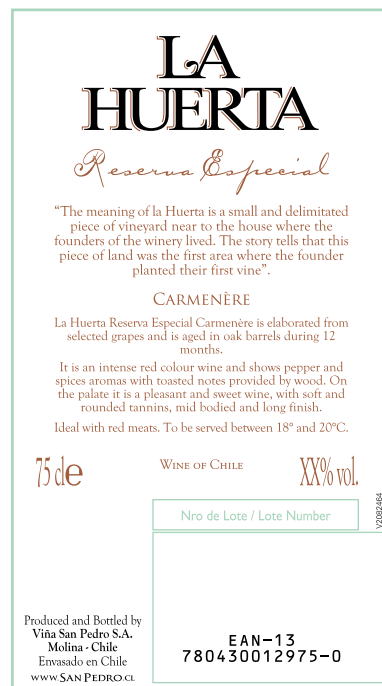 LA
HUERTA
Reserva Especial
“The meaning of la Huerta is a small and delimitated
piece of vineyard near to the house where the
founders of the winery lived. The story tells that this
piece of land was the first area where the founder
planted their first vine”.
CARMENÈRE
La Huerta Reserva Especial Carmenère is elaborated from
selected grapes and is aged in oak barrels during 12
months.
It is an intense red colour wine and shows pepper and
spices aromas with toasted notes provided by wood. On
the palate it is a pleasant and sweet wine, with soft and
rounded tannins, mid bodied and long finish.
Ideal with red meats. To be served between 18° and 20°C.
75 cl e
WINE OF CHILE
XX% vol.
Nro de Lote / Lote Number
V2082464
Produced and Bottled by
Viña San Pedro S.A.
Molina - Chile
Envasado en Chile
WWW.SANPEDRO.CL
EAN-13
780430012975-0